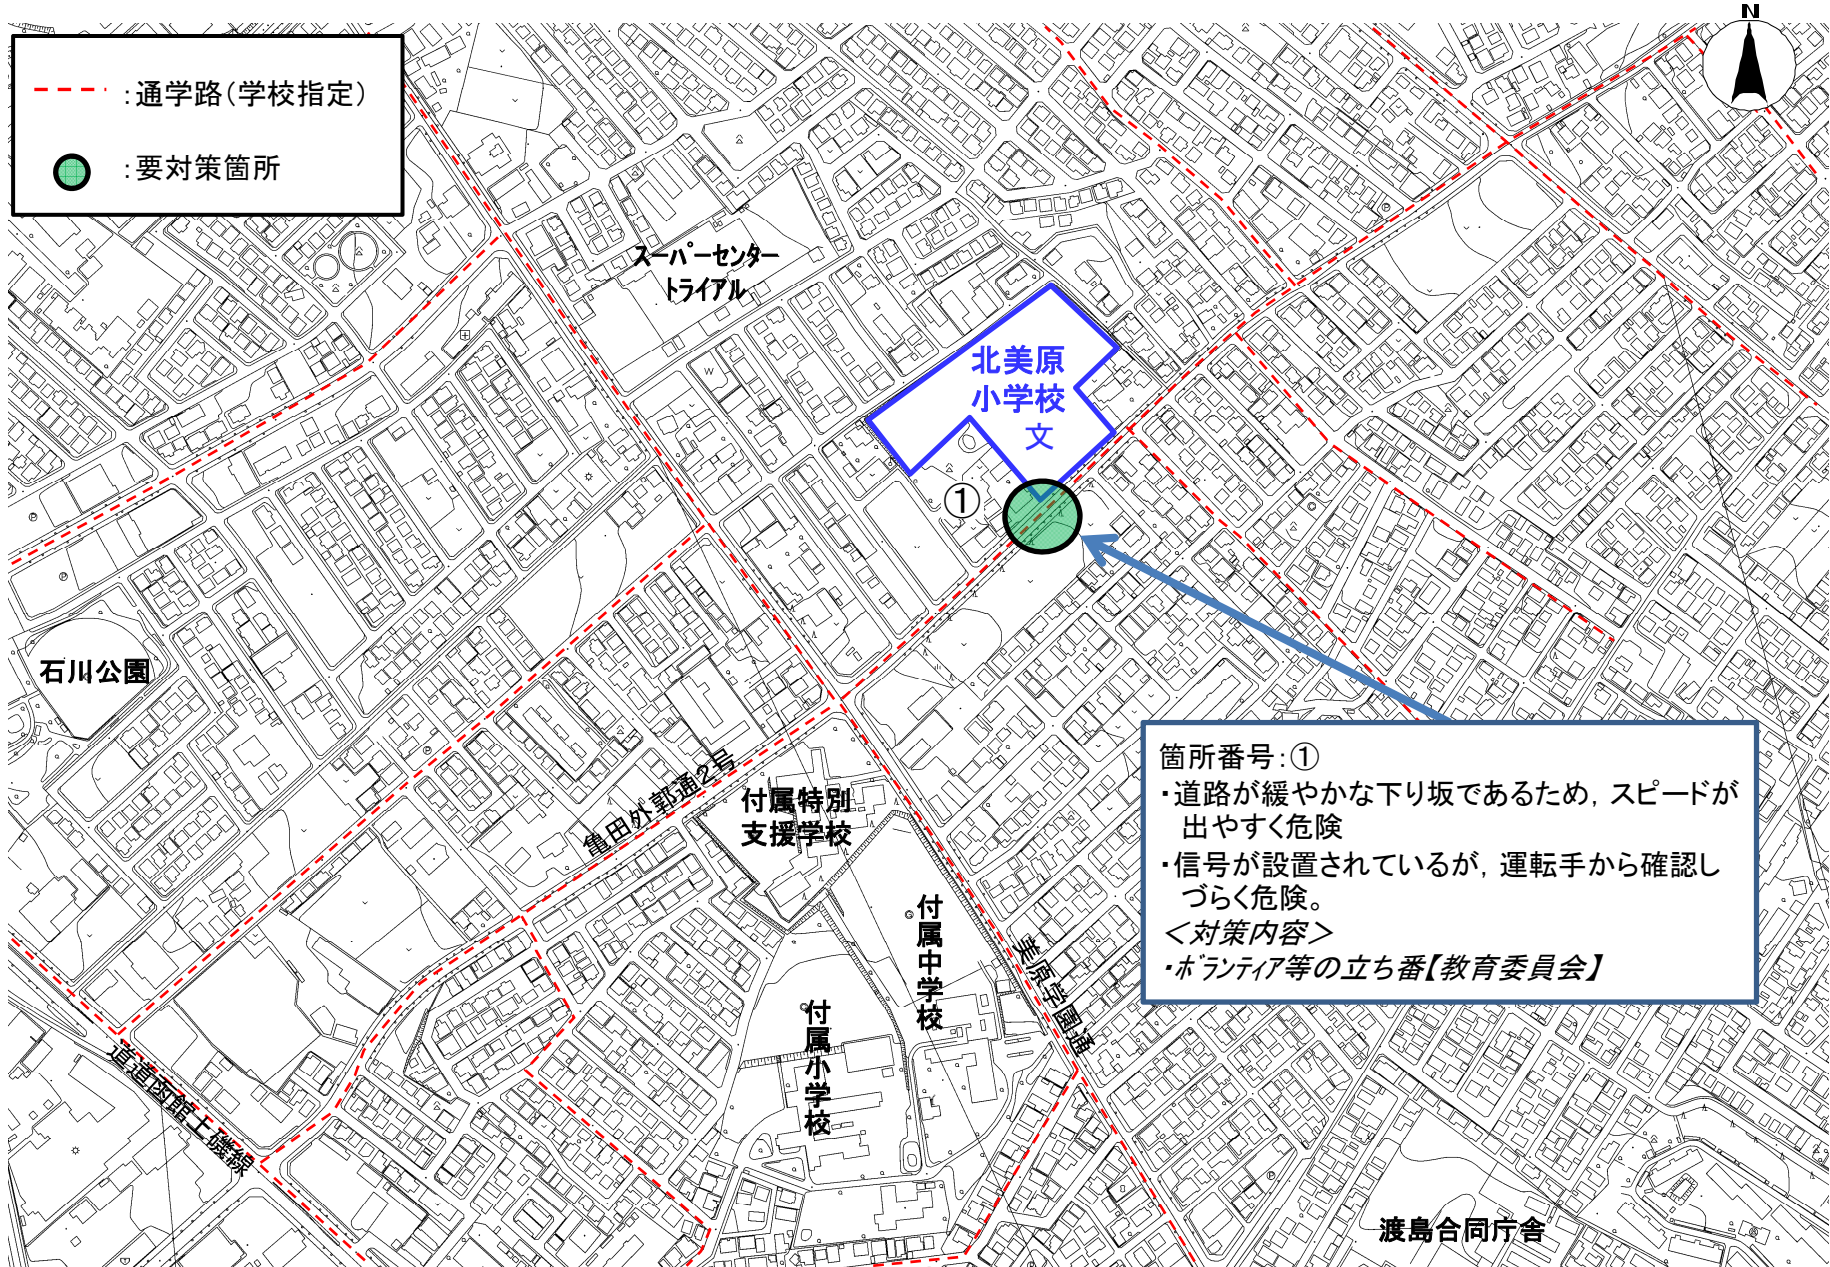 N
:通学路(学校指定)
:要対策箇所
スーパーセンター
トライアル
北美原
小学校
文
①
石川公園
亀田外郭通2号
付属特別
支援学校
付属中学校
付属小学校
美原学園通
道道函館上磯線
渡島合同庁舎
箇所番号:①
・道路が緩やかな下り坂であるため,スピードが
出やすく危険
・信号が設置されているが,運転手から確認し
づらく危険。
<対策内容>
・ボランティア等の立ち番【教育委員会】